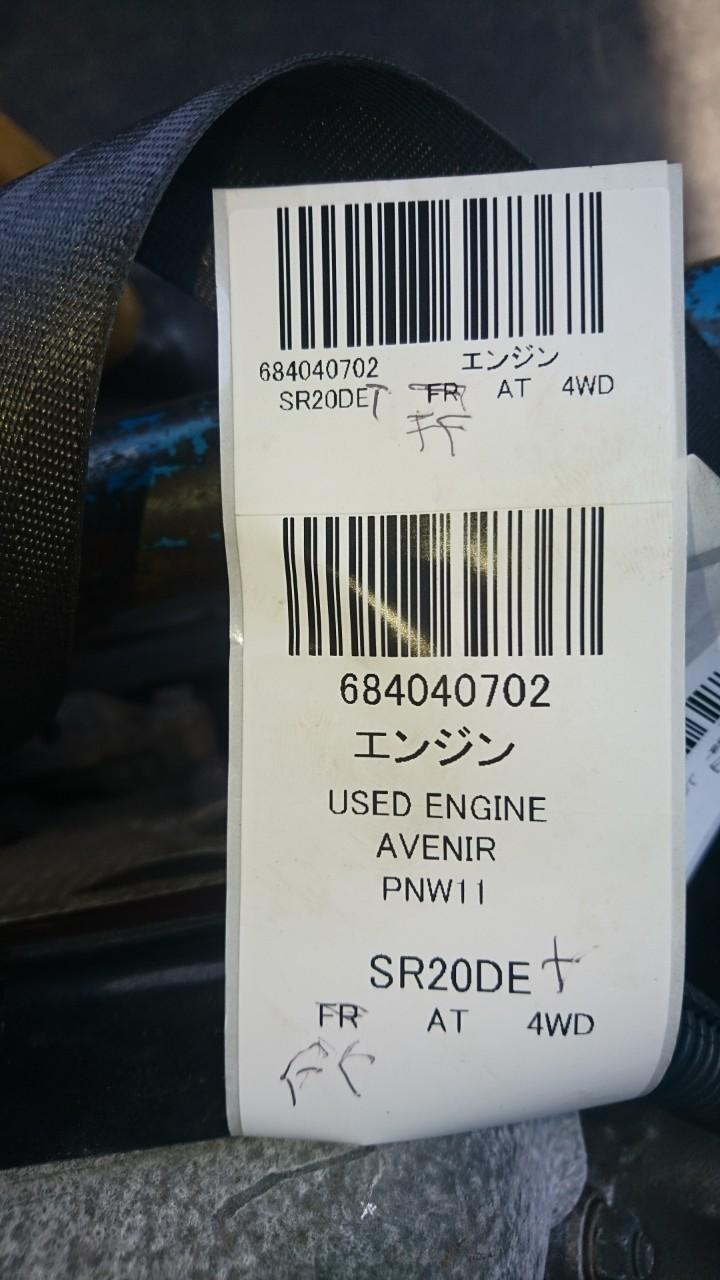 684040702 エンジン
SR20DET FR AT 4WD
FF
684040702
エンジン
USED ENGINE
AVENIR
PNW11
SR20DET
FR AT 4WD
FF